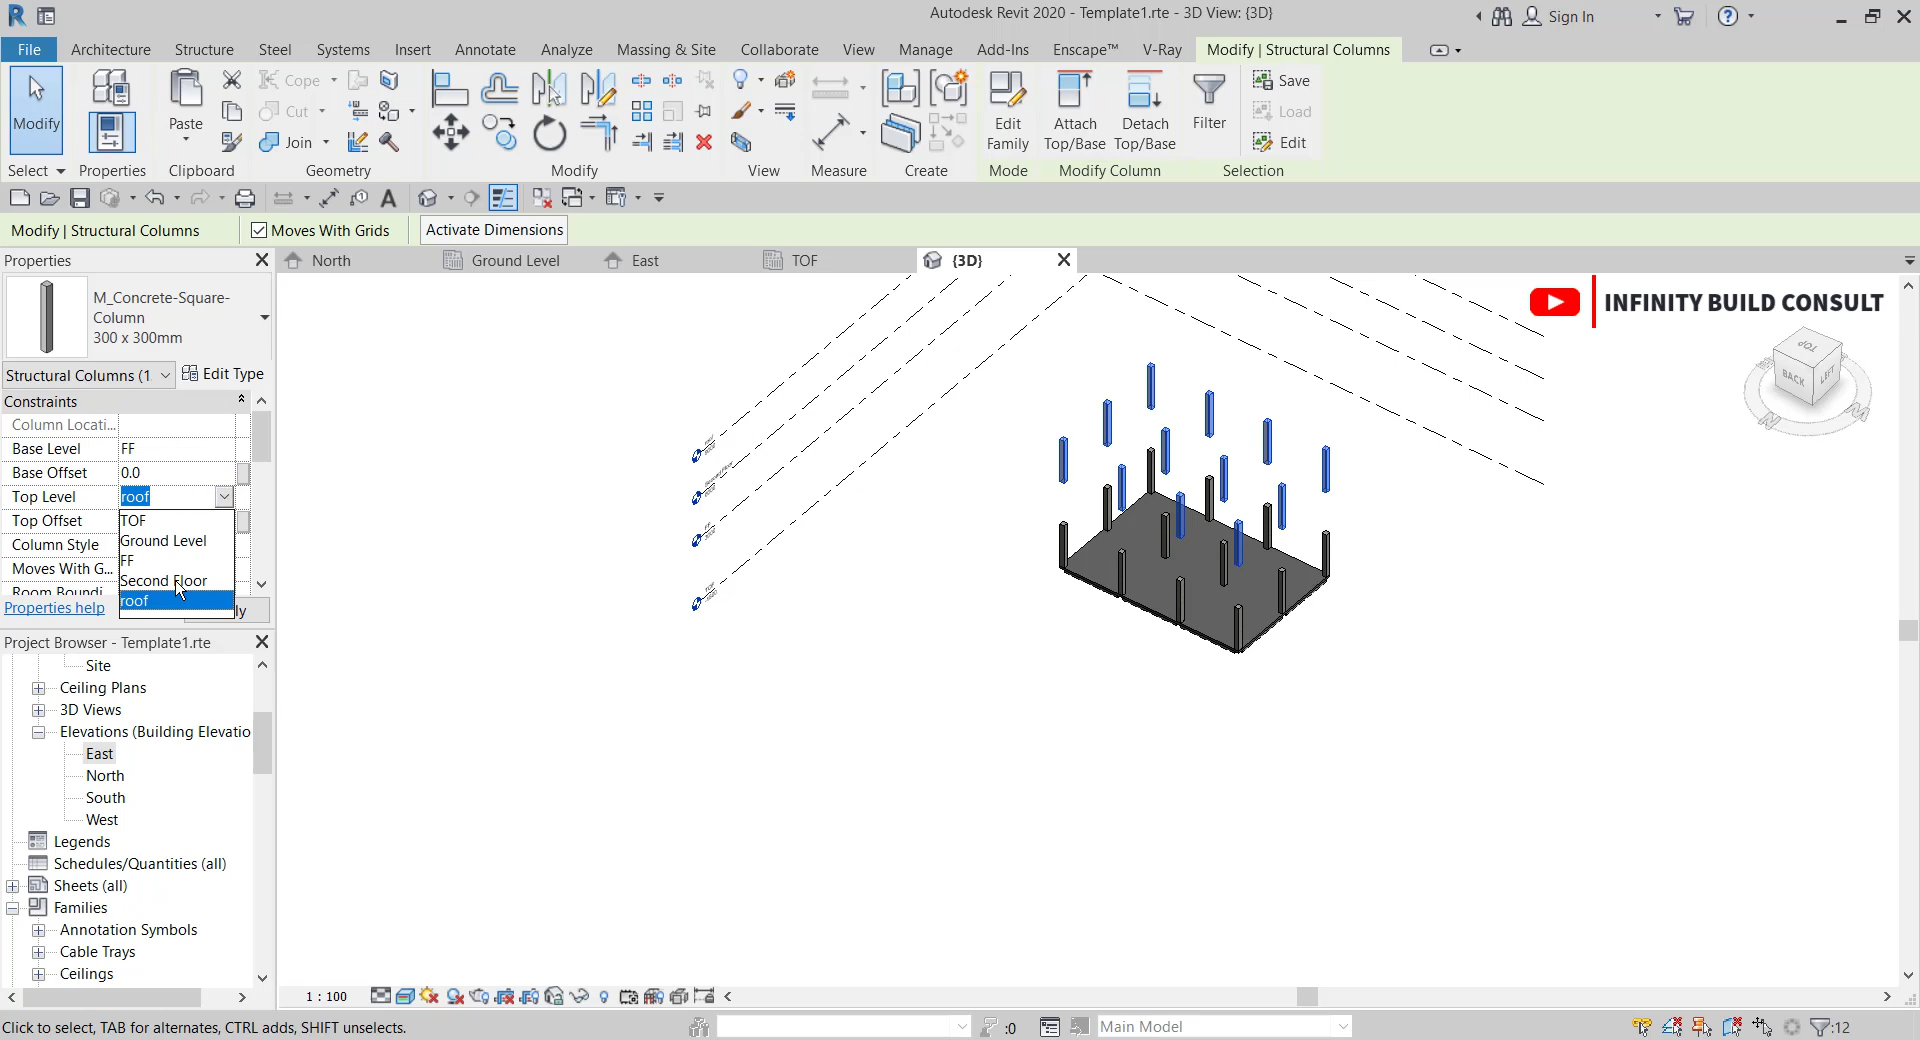 Autodesk Revit 2020 - Template1.rte - 3D View: {3D}
Sign In
File Architecture Structure Steel Systems Insert Annotate Analyze Massing & Site Collaborate View Manage Add-Ins Enscape™ V-Ray Modify | Structural Columns
Modify
Paste
Cope
Cut
Join
Edit Family
Attach Top/Base
Detach Top/Base
Filter
Save
Load
Edit
Select Properties Clipboard Geometry Modify View Measure Create Mode Modify Column Selection
Modify | Structural Columns
Moves With Grids
Activate Dimensions
Properties
North
Ground Level
East
TOF
{3D}
M_Concrete-Square-
Column
300 x 300mm
Structural Columns (1
Edit Type
Constraints
Column Locati...
Base Level FF
Base Offset 0.0
Top Level roof
Top Offset
Column Style
Moves With G...
Room Boundi
TOF
Ground Level
FF
Second Floor
roof
Properties help
ly
INFINITY BUILD CONSULT
TOP
BACK
LEFT
Project Browser - Template1.rte
Site
Ceiling Plans
3D Views
Elevations (Building Elevatio
East
North
South
West
Legends
Schedules/Quantities (all)
Sheets (all)
Families
Annotation Symbols
Cable Trays
Ceilings
1 : 100
Click to select, TAB for alternates, CTRL adds, SHIFT unselects.
:0
Main Model
:12